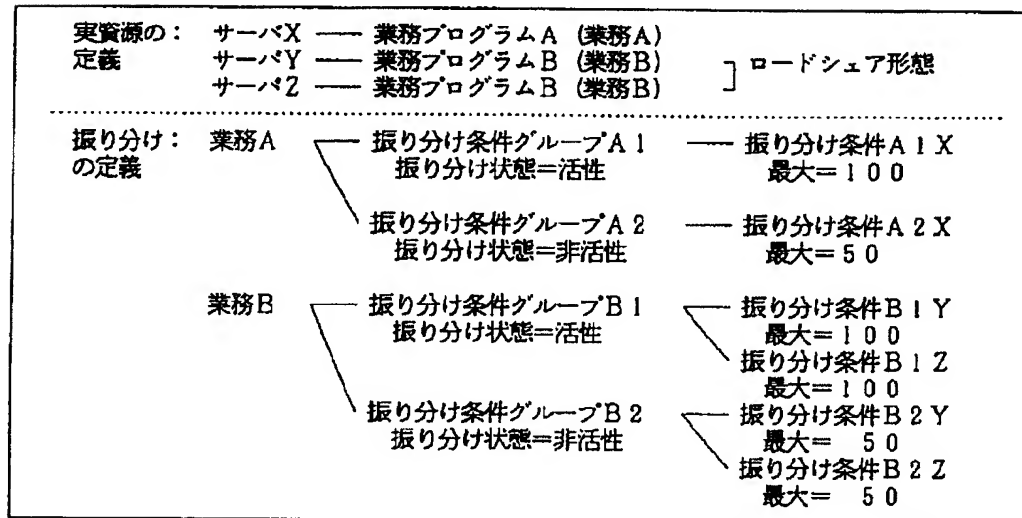 実資源の： サーバX ── 業務プログラムA (業務A)
定義 サーバY ── 業務プログラムB (業務B)
サーバZ ── 業務プログラムB (業務B)
ロードシェア形態
振り分け： 業務A 振り分け条件グループA1 ── 振り分け条件A1X
の定義 振り分け状態＝活性 最大＝100
振り分け条件グループA2 ── 振り分け条件A2X
振り分け状態＝非活性 最大＝50
業務B 振り分け条件グループB1 振り分け条件B1Y
振り分け状態＝活性 最大＝100
振り分け条件B1Z
最大＝100
振り分け条件グループB2 振り分け条件B2Y
振り分け状態＝非活性 最大＝ 50
振り分け条件B2Z
最大＝ 50